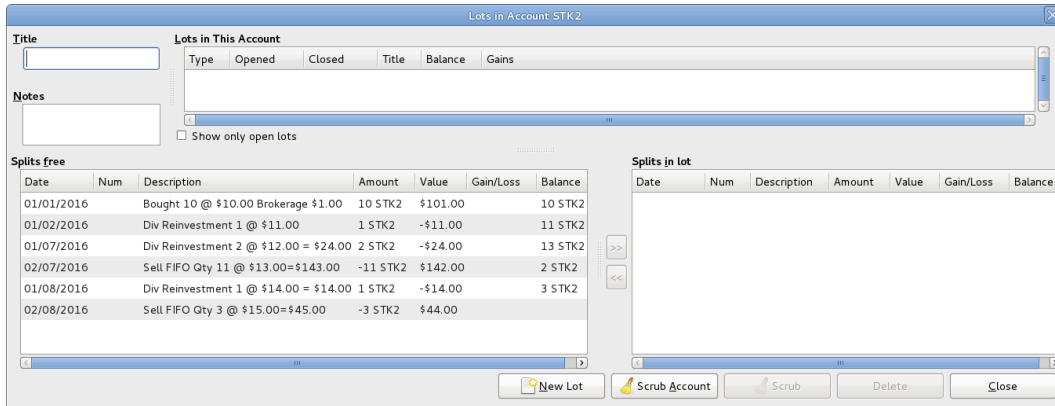 Lots in Account STK2
Title
Lots in This Account
Type Opened Closed Title Balance Gains
Notes
Show only open lots
Splits free
Date Num Description Amount Value Gain/Loss Balance
01/01/2016 Bought 10 @ $10.00 Brokerage $1.00 10 STK2 $101.00 10 STK2
01/02/2016 Div Reinvestment 1 @ $11.00 1 STK2 -$11.00 11 STK2
01/07/2016 Div Reinvestment 2 @ $12.00 = $24.00 2 STK2 -$24.00 13 STK2
02/07/2016 Sell FIFO Qty 11 @ $13.00=$143.00 -11 STK2 $142.00 2 STK2
01/08/2016 Div Reinvestment 1 @ $14.00 = $14.00 1 STK2 -$14.00 3 STK2
02/08/2016 Sell FIFO Qty 3 @ $15.00=$45.00 -3 STK2 $44.00
>>
<<
Splits in lot
Date Num Description Amount Value Gain/Loss Balance
New Lot Scrub Account Scrub Delete Close